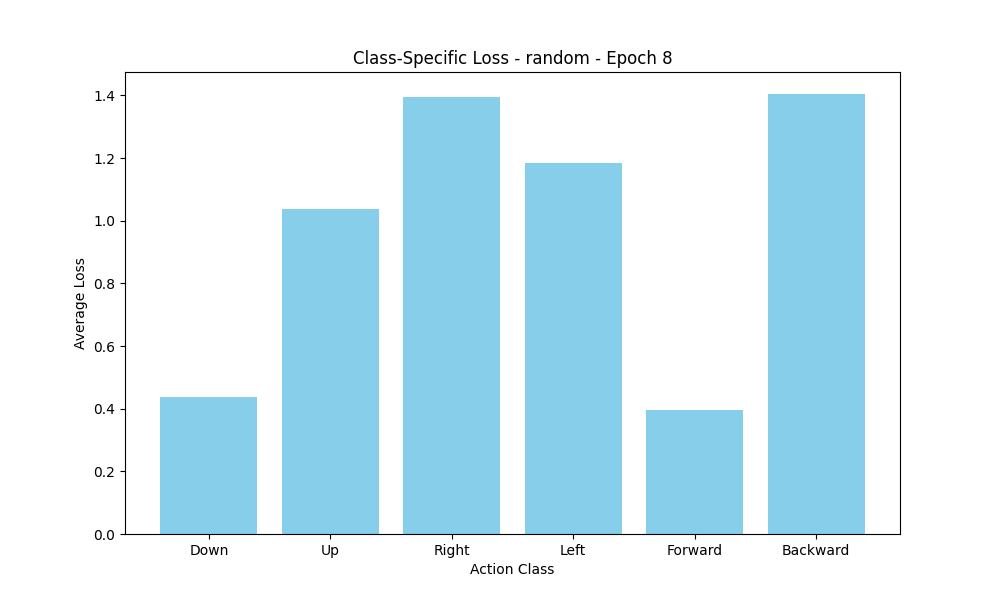 Class-Specific Loss - random - Epoch 8
1.4
1.2
1.0
0.8
0.6
0.4
0.2
0.0
Average Loss
Down Up Right Left Forward Backward
Action Class